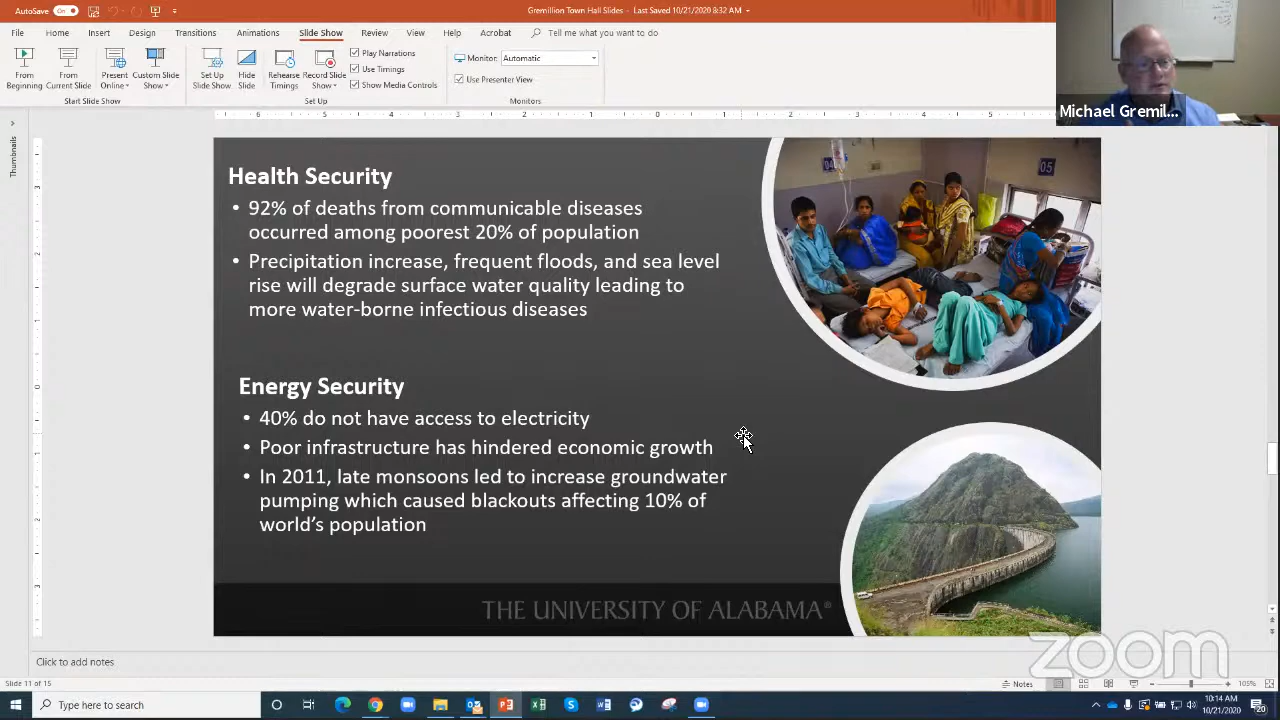 AutoSave On
Gremillion Town Hall Slides - Last Saved 10/21/2020 8:32 AM
File Home Insert Design Transitions Animations Slide Show Review View Help Acrobat Tell me what you want to do
From Beginning
From Current Slide
Present Online
Custom Slide Show
Set Up Slide Show
Hide Slide
Rehearse Timings
Record Slide Show
Play Narrations
Use Timings
Show Media Controls
Monitor: Automatic
Use Presenter View
Start Slide Show
Set Up
Monitors
Michael Gremil...
Thumbnails
Health Security
• 92% of deaths from communicable diseases
occurred among poorest 20% of population
• Precipitation increase, frequent floods, and sea level
rise will degrade surface water quality leading to
more water-borne infectious diseases
04
05
Energy Security
• 40% do not have access to electricity
• Poor infrastructure has hindered economic growth
• In 2011, late monsoons led to increase groundwater
pumping which caused blackouts affecting 10% of
world's population
THE UNIVERSITY OF ALABAMA®
zoom
Click to add notes
Slide 11 of 15
Notes
105%
Type here to search
10:14 AM
10/21/2020
20